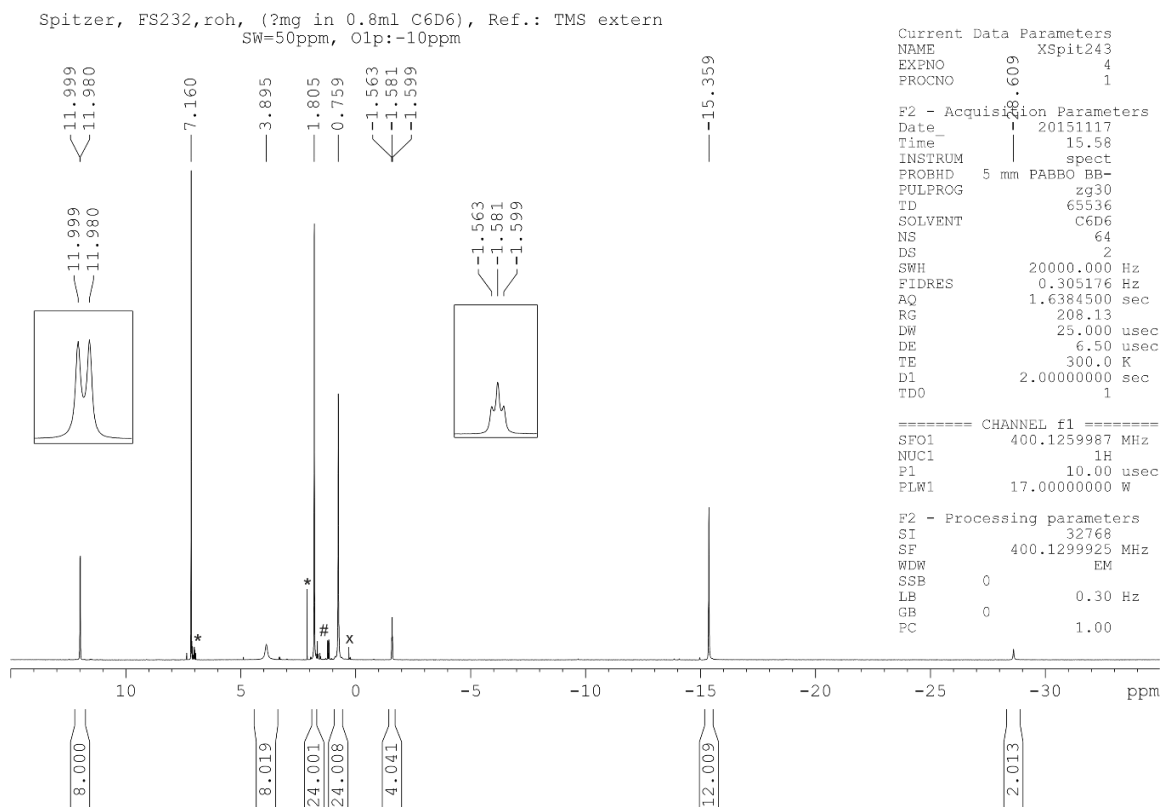 Spitzer, FS232,roh, (?mg in 0.8ml C6D6), Ref.: TMS extern
SW=50ppm, O1p:-10ppm
11.999
11.980
7.160
3.895
1.805
0.759
-1.563
-1.581
-1.599
-15.359
-28.609
11.999
11.980
-1.563
-1.581
-1.599
*
*
#
x
10
5
0
-5
-10
-15
-20
-25
-30
ppm
8.000
8.019
24.001
24.008
4.041
12.009
2.013
Current Data Parameters
NAME XSpit243
EXPNO 4
PROCNO 1
F2 - Acquisition Parameters
Date_ 20151117
Time 15.58
INSTRUM spect
PROBHD 5 mm PABBO BB-
PULPROG zg30
TD 65536
SOLVENT C6D6
NS 64
DS 2
SWH 20000.000 Hz
FIDRES 0.305176 Hz
AQ 1.6384500 sec
RG 208.13
DW 25.000 usec
DE 6.50 usec
TE 300.0 K
D1 2.00000000 sec
TD0 1
======== CHANNEL f1 ========
SFO1 400.1259987 MHz
NUC1 1H
P1 10.00 usec
PLW1 17.00000000 W
F2 - Processing parameters
SI 32768
SF 400.1299925 MHz
WDW EM
SSB 0
LB 0.30 Hz
GB 0
PC 1.00